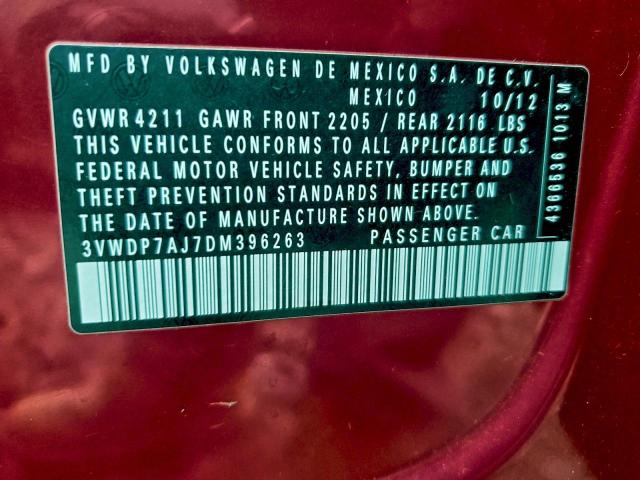 MFD BY VOLKSWAGEN DE MEXICO S.A. DE C.V.
MEXICO 10/12
GVWR 4211 GAWR FRONT 2205 / REAR 2116 LBS
THIS VEHICLE CONFORMS TO ALL APPLICABLE U.S.
FEDERAL MOTOR VEHICLE SAFETY, BUMPER AND
THEFT PREVENTION STANDARDS IN EFFECT ON
THE DATE OF MANUFACTURE SHOWN ABOVE.
3VWDP7AJ7DM396263 PASSENGER CAR
4366536 1013 M